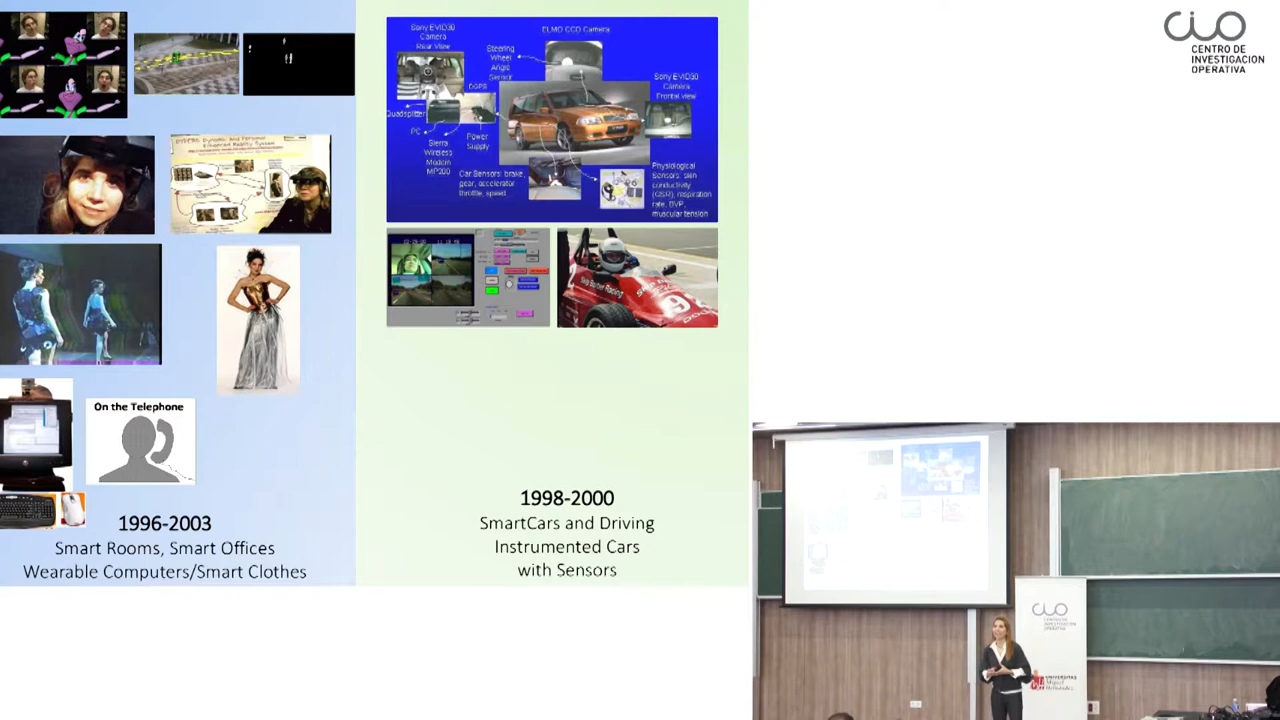 CENTRO DE
INVESTIGACION
OPERATIVA
Sony EVID30
Camera
Rear View
ELMO CCD Camera
Steering
Wheel
Angle
Sensor
DGPS
Sony EVID30
Camera
Frontal view
Quadsplitter
PC
Sierra
Wireless
Modem
MP200
Power
Supply
Car Sensors: brake,
gear, accelerator
throttle, speed
Physiological
Sensors: skin
conductivity
(GSR), respiration
rate, BVP,
muscular tension
On the Telephone
1996-2003
Smart Rooms, Smart Offices
Wearable Computers/Smart Clothes
1998-2000
SmartCars and Driving
Instrumented Cars
with Sensors
UNIVERSITAS
Miguel
Hernández